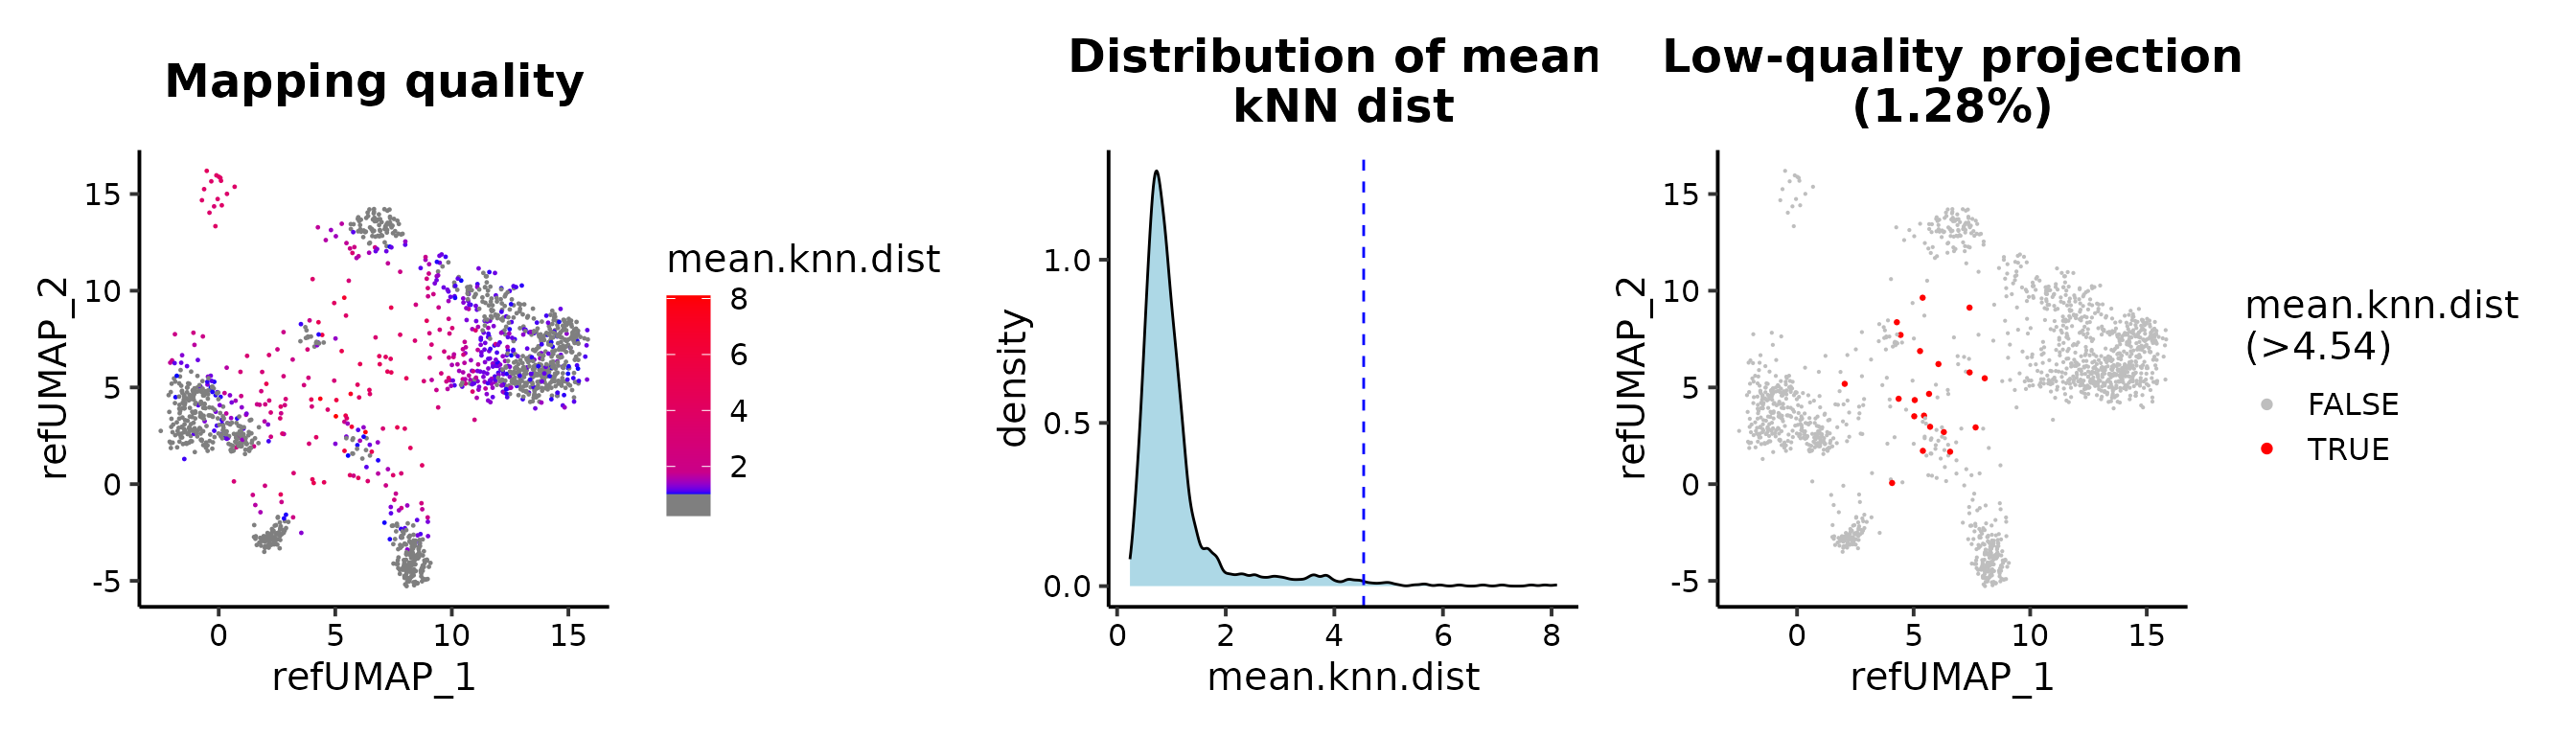 Mapping quality
15
10
5
0
-5
refUMAP_2
0 5 10 15
refUMAP_1
mean.knn.dist
8
6
4
2
Distribution of mean
kNN dist
1.0
0.5
0.0
density
0 2 4 6 8
mean.knn.dist
Low-quality projection
(1.28%)
15
10
5
0
-5
refUMAP_2
0 5 10 15
refUMAP_1
mean.knn.dist
(>4.54)
FALSE
TRUE